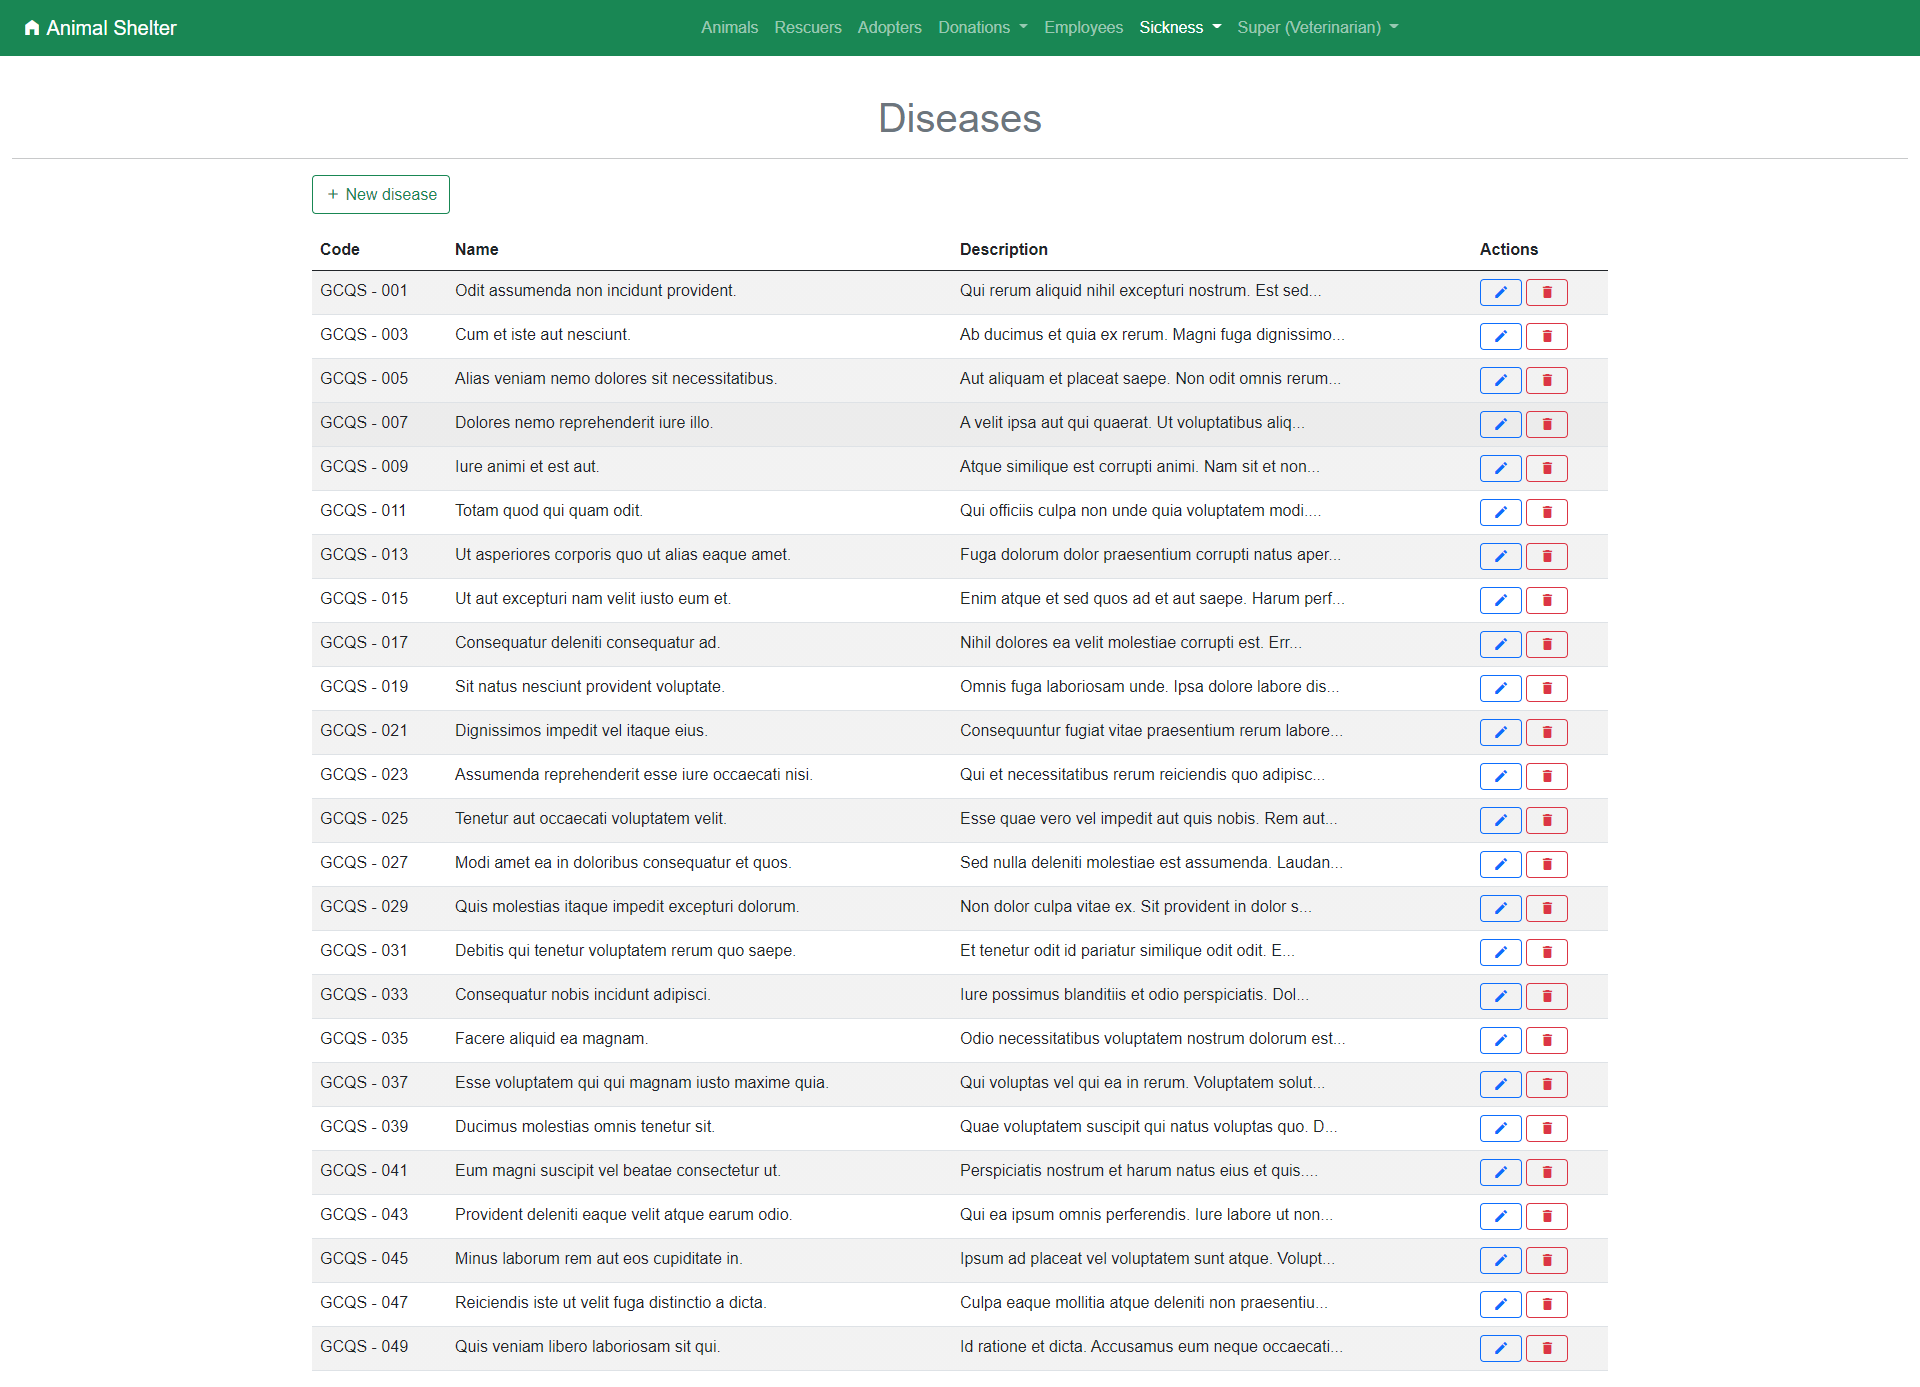 Animal Shelter Animals Rescuers Adopters Donations Employees Sickness Super (Veterinarian)
Diseases
+ New disease
Code Name Description Actions
GCQS - 001 Odit assumenda non incidunt provident. Qui rerum aliquid nihil excepturi nostrum. Est sed...
GCQS - 003 Cum et iste aut nesciunt. Ab ducimus et quia ex rerum. Magni fuga dignissimo...
GCQS - 005 Alias veniam nemo dolores sit necessitatibus. Aut aliquam et placeat saepe. Non odit omnis rerum...
GCQS - 007 Dolores nemo reprehenderit iure illo. A velit ipsa aut qui quaerat. Ut voluptatibus aliq...
GCQS - 009 Iure animi et est aut. Atque similique est corrupti animi. Nam sit et non...
GCQS - 011 Totam quod qui quam odit. Qui officiis culpa non unde quia voluptatem modi....
GCQS - 013 Ut asperiores corporis quo ut alias eaque amet. Fuga dolorum dolor praesentium corrupti natus aper...
GCQS - 015 Ut aut excepturi nam velit iusto eum et. Enim atque et sed quos ad et aut saepe. Harum perf...
GCQS - 017 Consequatur deleniti consequatur ad. Nihil dolores ea velit molestiae corrupti est. Err...
GCQS - 019 Sit natus nesciunt provident voluptate. Omnis fuga laboriosam unde. Ipsa dolore labore dis...
GCQS - 021 Dignissimos impedit vel itaque eius. Consequuntur fugiat vitae praesentium rerum labore...
GCQS - 023 Assumenda reprehenderit esse iure occaecati nisi. Qui et necessitatibus rerum reiciendis quo adipisc...
GCQS - 025 Tenetur aut occaecati voluptatem velit. Esse quae vero vel impedit aut quis nobis. Rem aut...
GCQS - 027 Modi amet ea in doloribus consequatur et quos. Sed nulla deleniti molestiae est assumenda. Laudan...
GCQS - 029 Quis molestias itaque impedit excepturi dolorum. Non dolor culpa vitae ex. Sit provident in dolor s...
GCQS - 031 Debitis qui tenetur voluptatem rerum quo saepe. Et tenetur odit id pariatur similique odit odit. E...
GCQS - 033 Consequatur nobis incidunt adipisci. Iure possimus blanditiis et odio perspiciatis. Dol...
GCQS - 035 Facere aliquid ea magnam. Odio necessitatibus voluptatem nostrum dolorum est...
GCQS - 037 Esse voluptatem qui qui magnam iusto maxime quia. Qui voluptas vel qui ea in rerum. Voluptatem solut...
GCQS - 039 Ducimus molestias omnis tenetur sit. Quae voluptatem suscipit qui natus voluptas quo. D...
GCQS - 041 Eum magni suscipit vel beatae consectetur ut. Perspiciatis nostrum et harum natus eius et quis....
GCQS - 043 Provident deleniti eaque velit atque earum odio. Qui ea ipsum omnis perferendis. Iure labore ut non...
GCQS - 045 Minus laborum rem aut eos cupiditate in. Ipsum ad placeat vel voluptatem sunt atque. Volupt...
GCQS - 047 Reiciendis iste ut velit fuga distinctio a dicta. Culpa eaque mollitia atque deleniti non praesentiu...
GCQS - 049 Quis veniam libero laboriosam sit qui. Id ratione et dicta. Accusamus eum neque occaecati...